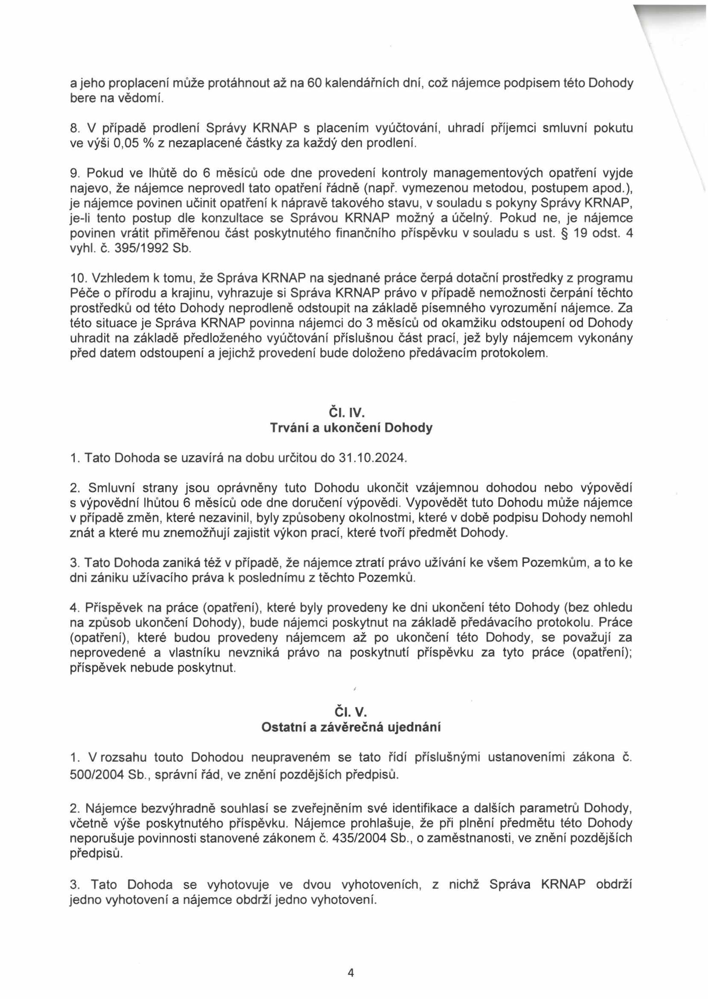 a jeho proplacení může protáhnout až na 60 kalendářních dní, což nájemce podpisem této Dohody
bere na vědomí.
8. V případě prodlení Správy KRNAP s placením vyúčtování, uhradí příjemci smluvní pokutu
ve výši 0,05 % z nezaplacené částky za každý den prodlení.
9. Pokud ve lhůtě do 6 měsíců ode dne provedení kontroly managementových opatření vyjde
najevo, že nájemce neprovedl tato opatření řádně (např. vymezenou metodou, postupem apod.),
je nájemce povinen učinit opatření k nápravě takového stavu, v souladu s pokyny Správy KRNAP,
je-li tento postup dle konzultace se Správou KRNAP možný a účelný. Pokud ne, je nájemce
povinen vrátit přiměřenou část poskytnutého finančního příspěvku v souladu s ust. § 19 odst. 4
vyhl. č. 395/1992 Sb.
10. Vzhledem k tomu, že Správa KRNAP na sjednané práce čerpá dotační prostředky z programu
Péče o přírodu a krajinu, vyhrazuje si Správa KRNAP právo v případě nemožnosti čerpání těchto
prostředků od této Dohody neprodleně odstoupit na základě písemného vyrozumění nájemce. Za
této situace je Správa KRNAP povinna nájemci do 3 měsíců od okamžiku odstoupení od Dohody
uhradit na základě předloženého vyúčtování příslušnou část prací, jež byly nájemcem vykonány
před datem odstoupení a jejichž provedení bude doloženo předávacím protokolem.
Čl. IV.
Trvání a ukončení Dohody
1. Tato Dohoda se uzavírá na dobu určitou do 31.10.2024.
2. Smluvní strany jsou oprávněny tuto Dohodu ukončit vzájemnou dohodou nebo výpovědí
s výpovědní lhůtou 6 měsíců ode dne doručení výpovědi. Vypovědět tuto Dohodu může nájemce
v případě změn, které nezavinil, byly způsobeny okolnostmi, které v době podpisu Dohody nemohl
znát a které mu znemožňují zajistit výkon prací, které tvoří předmět Dohody.
3. Tato Dohoda zaniká též v případě, že nájemce ztratí právo užívání ke všem Pozemkům, a to ke
dni zániku užívacího práva k poslednímu z těchto Pozemků.
4. Příspěvek na práce (opatření), které byly provedeny ke dni ukončení této Dohody (bez ohledu
na způsob ukončení Dohody), bude nájemci poskytnut na základě předávacího protokolu. Práce
(opatření), které budou provedeny nájemcem až po ukončení této Dohody, se považují za
neprovedené a vlastníku nevzniká právo na poskytnutí příspěvku za tyto práce (opatření);
příspěvek nebude poskytnut.
Čl. V.
Ostatní a závěrečná ujednání
1. V rozsahu touto Dohodou neupraveném se tato řídí příslušnými ustanoveními zákona č.
500/2004 Sb., správní řád, ve znění pozdějších předpisů.
2. Nájemce bezvýhradně souhlasí se zveřejněním své identifikace a dalších parametrů Dohody,
včetně výše poskytnutého příspěvku. Nájemce prohlašuje, že při plnění předmětu této Dohody
neporušuje povinnosti stanovené zákonem č. 435/2004 Sb., o zaměstnanosti, ve znění pozdějších
předpisů.
3. Tato Dohoda se vyhotovuje ve dvou vyhotoveních, z nichž Správa KRNAP obdrží
jedno vyhotovení a nájemce obdrží jedno vyhotovení.
4